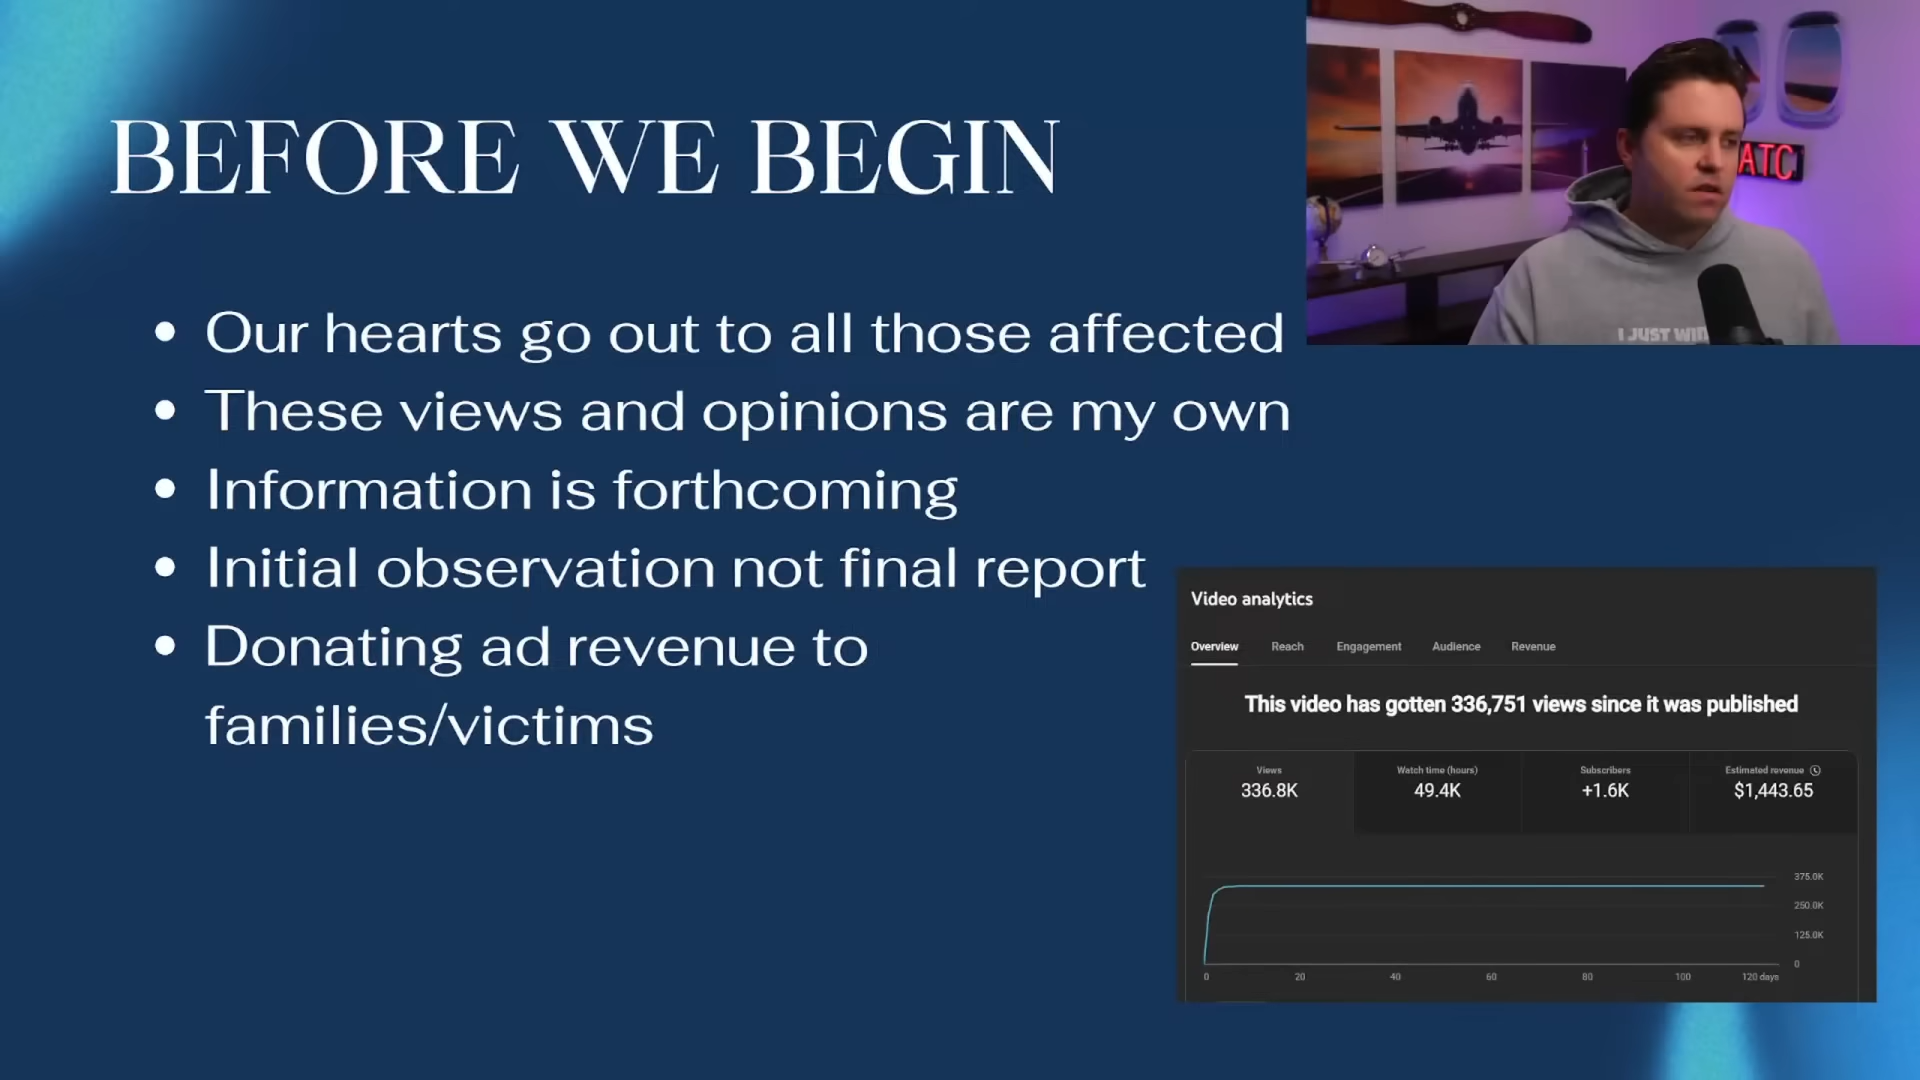 BEFORE WE BEGIN
ATC
I JUST
Our hearts go out to all those affected
These views and opinions are my own
Information is forthcoming
Initial observation not final report
Donating ad revenue to
families/victims
Video analytics
Overview Reach Engagement Audience Revenue
This video has gotten 336,751 views since it was published
Views Watch time (hours) Subscribers Estimated revenue
336.8K 49.4K +1.6K $1,443.65
375.0K
250.0K
125.0K
0
0 20 40 60 80 100 120 days